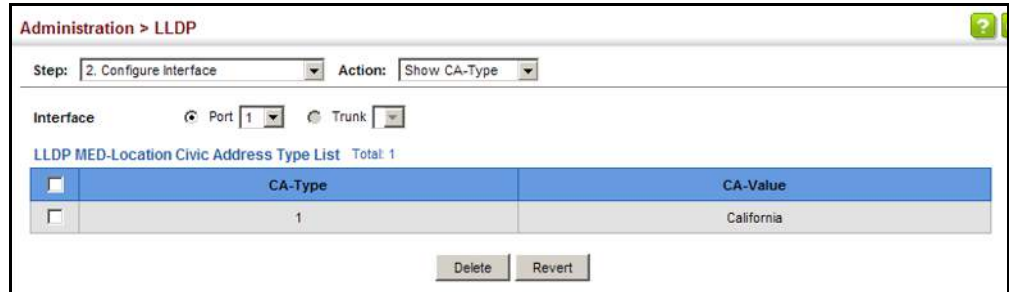 Administration > LLDP
?
Step: 2. Configure Interface Action: Show CA-Type
Interface Port 1 Trunk
LLDP MED-Location Civic Address Type List Total: 1
CA-Type CA-Value
1 California
Delete Revert